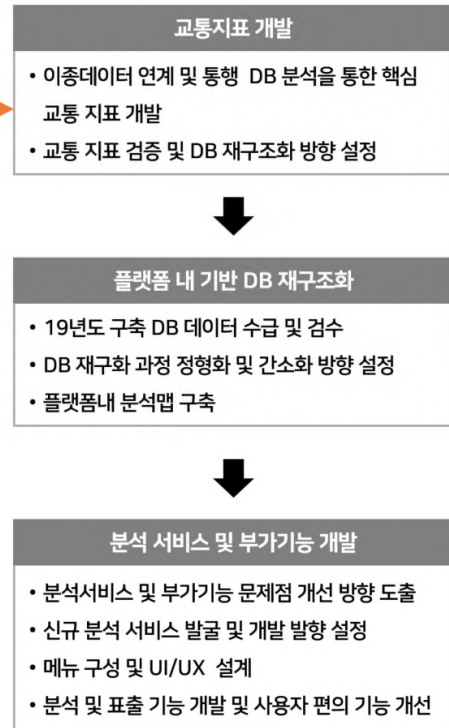 교통지표 개발
• 이종데이터 연계 및 통행 DB 분석을 통한 핵심
교통 지표 개발
• 교통 지표 검증 및 DB 재구조화 방향 설정
플랫폼 내 기반 DB 재구조화
• 19년도 구축 DB 데이터 수급 및 검수
• DB 재구화 과정 정형화 및 간소화 방향 설정
• 플랫폼내 분석맵 구축
분석 서비스 및 부가기능 개발
• 분석서비스 및 부가기능 문제점 개선 방향 도출
• 신규 분석 서비스 발굴 및 개발 발향 설정
• 메뉴 구성 및 UI/UX 설계
• 분석 및 표출 기능 개발 및 사용자 편의 기능 개선